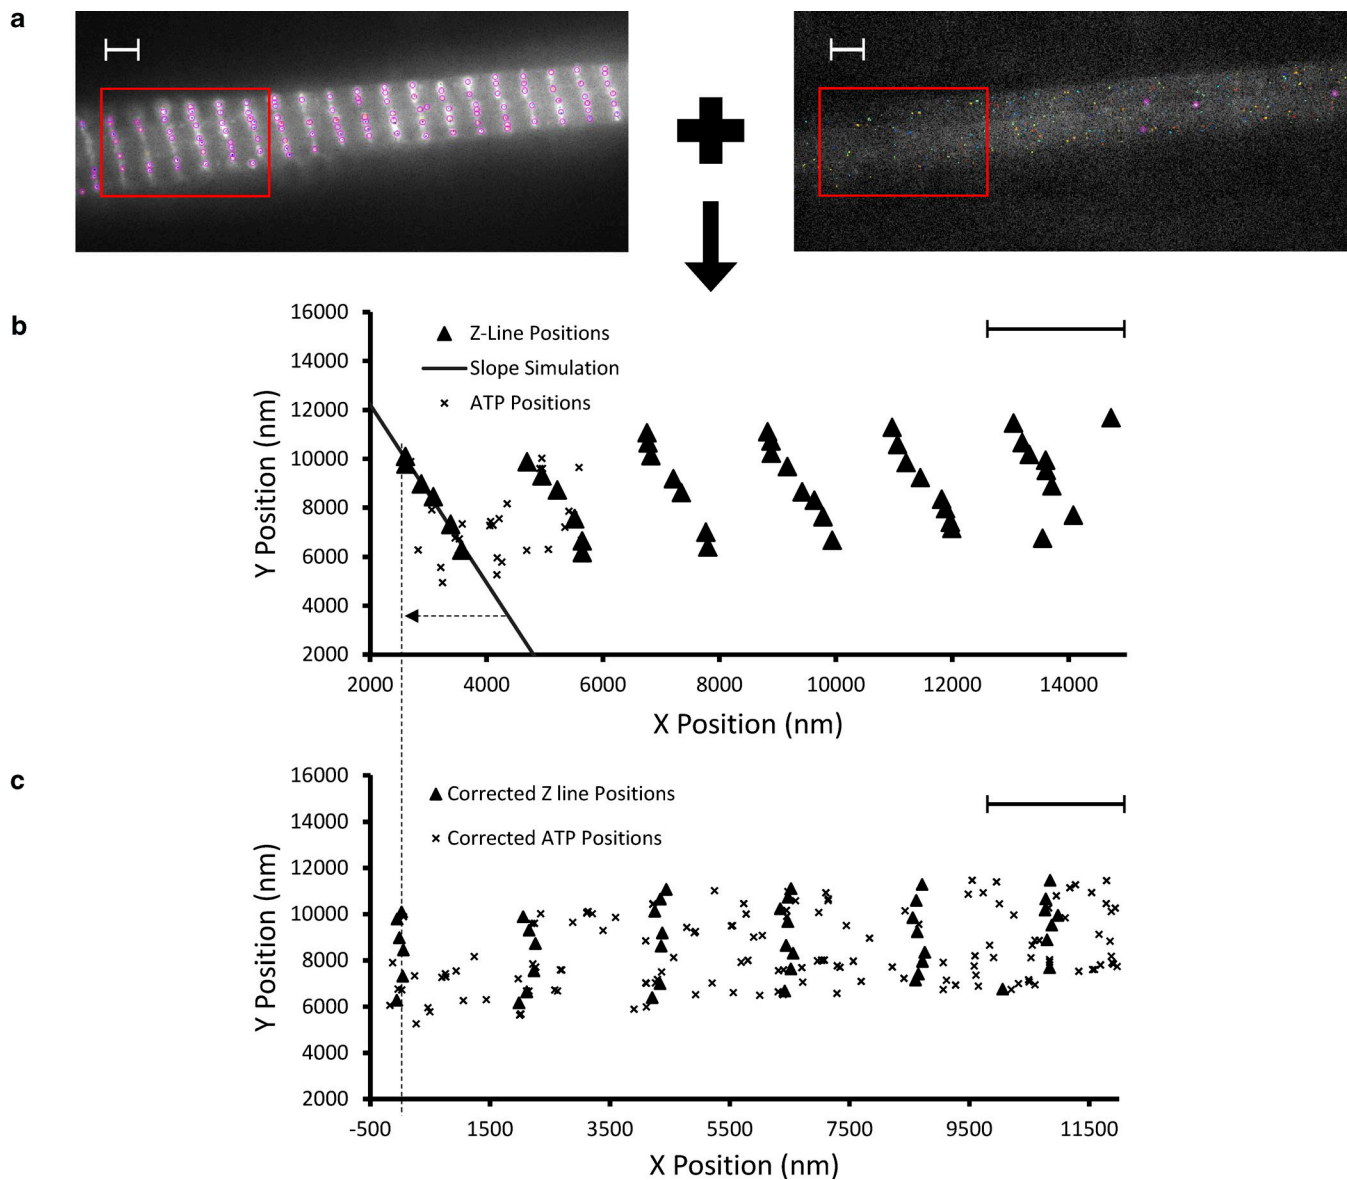 a
b
16000
14000
12000
10000
8000
6000
4000
2000
Y Position (nm)
Z-Line Positions
Slope Simulation
ATP Positions
2000 4000 6000 8000 10000 12000 14000
X Position (nm)
c
16000
14000
12000
10000
8000
6000
4000
2000
Y Position (nm)
Corrected Z line Positions
Corrected ATP Positions
-500 1500 3500 5500 7500 9500 11500
X Position (nm)